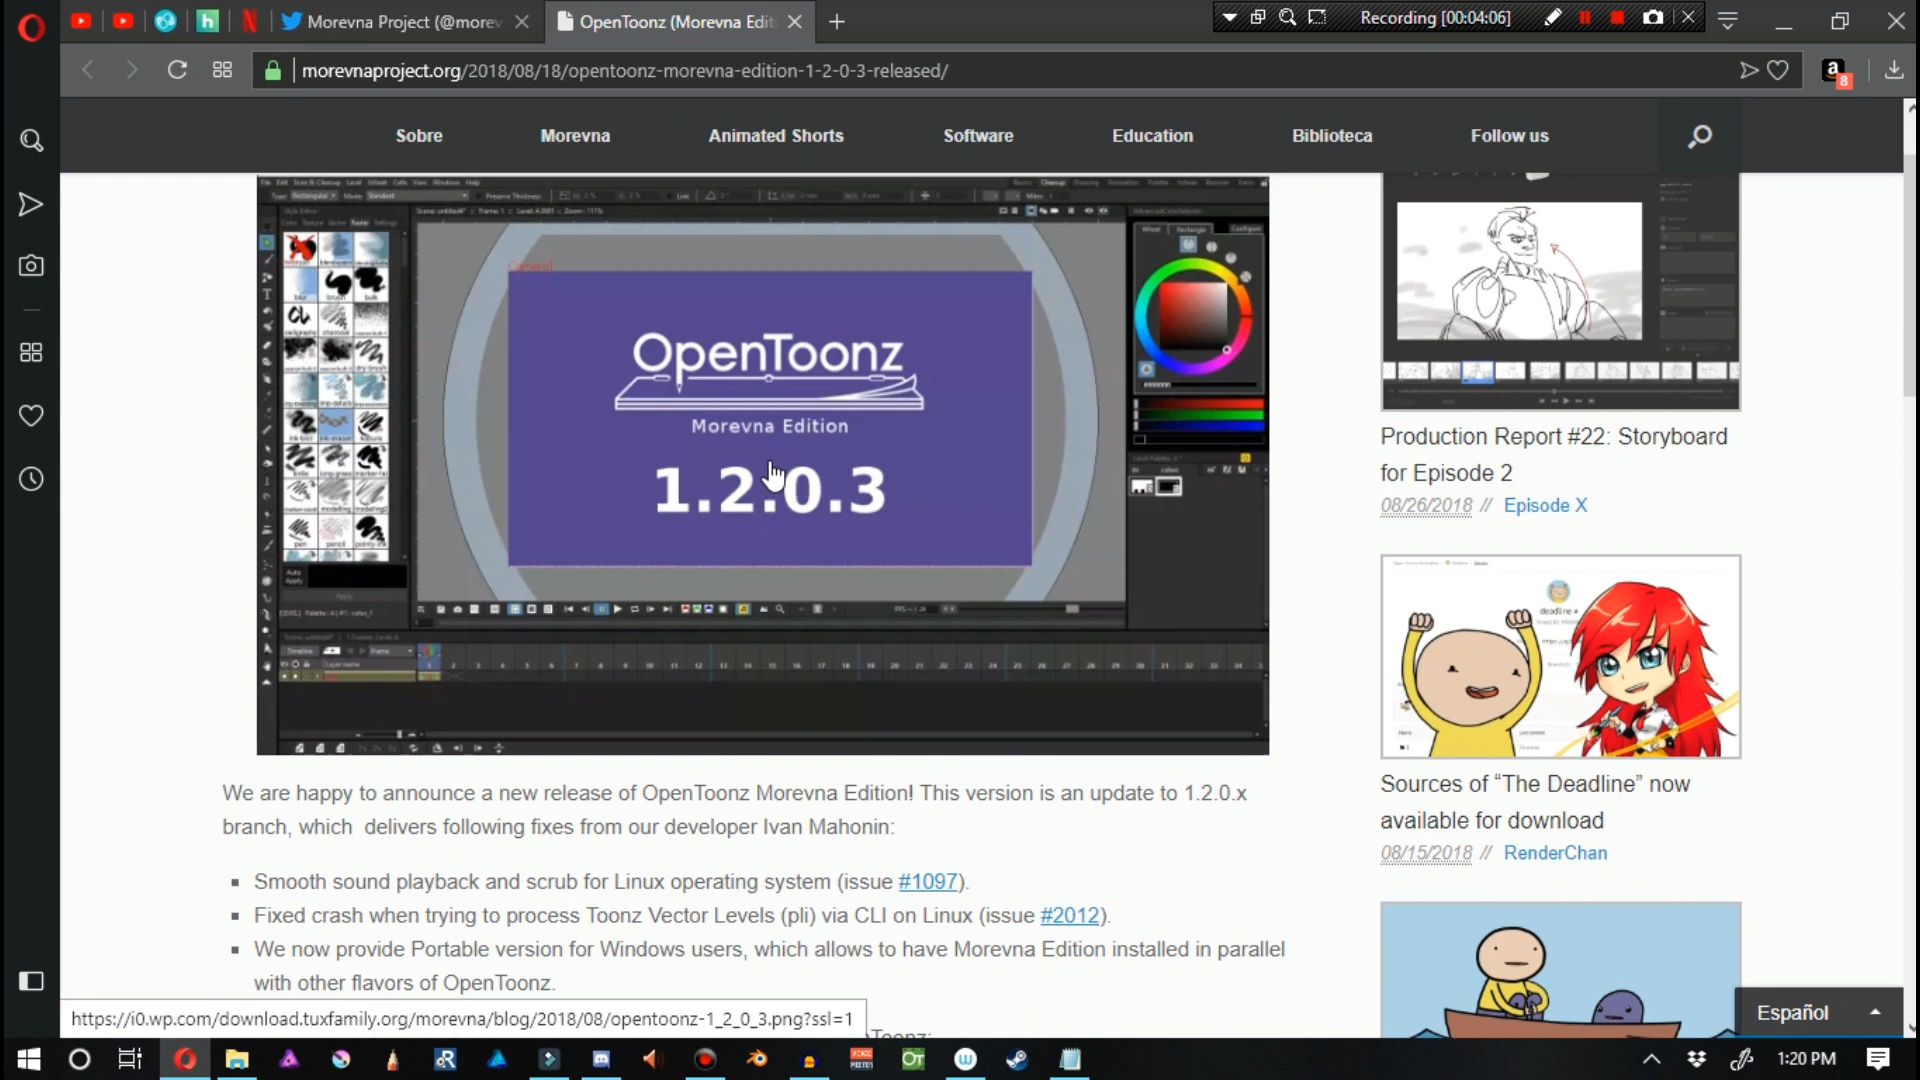 Morevna Project (@morev
OpenToonz (Morevna Edit
Recording [00:04:06]
morevnaproject.org/2018/08/18/opentoonz-morevna-edition-1-2-0-3-released/
8
Sobre
Morevna
Animated Shorts
Software
Education
Biblioteca
Follow us
OpenToonz
Morevna Edition
1.2.0.3
We are happy to announce a new release of OpenToonz Morevna Edition! This version is an update to 1.2.0.x
branch, which delivers following fixes from our developer Ivan Mahonin:
Smooth sound playback and scrub for Linux operating system (issue #1097).
Fixed crash when trying to process Toonz Vector Levels (pli) via CLI on Linux (issue #2012).
We now provide Portable version for Windows users, which allows to have Morevna Edition installed in parallel
with other flavors of OpenToonz.
Production Report #22: Storyboard
for Episode 2
08/26/2018 // Episode X
deadline
Sources of “The Deadline” now
available for download
08/15/2018 // RenderChan
Español
https://i0.wp.com/download.tuxfamily.org/morevna/blog/2018/08/opentoonz-1_2_0_3.png?ssl=1
1:20 PM